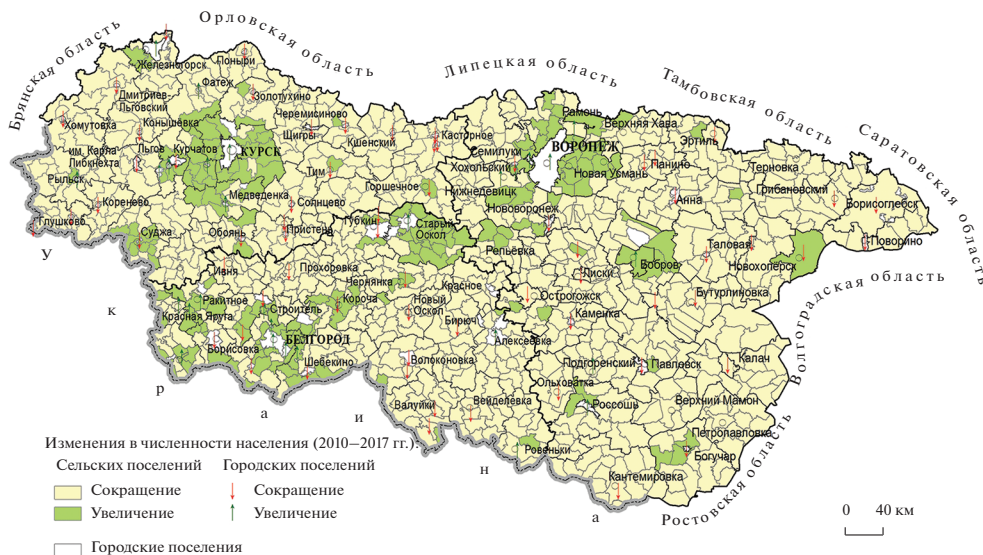 Брянская область
Орловская область
Липецкая область
Тамбовская область
Саратовская область
Волгоградская область
Ростовская область
Украина
Железногорск
Поныри
Фатеж
Дмитриев-
Льговский
Золотухино
Хомутовка
Конышёвка
Черемисиново
Щигры
Касторное
Кшенский
им. Карла
Либкнехта
Льгов
Курчатов
КУРСК
Тим
Рыльск
Медведенка
Горшечное
Коренево
Солнцево
Глушково
Суджа
Обоянь
Пристень
Губкин
Старый
Оскол
Рамонь
Верхняя Хава
Эртиль
Семилуки
ВОРОНЕЖ
Хохольский
Новая Усмань
Панино
Терновка
Нижнедевицк
Грибановский
Борисоглебск
Нововоронеж
Анна
Поворино
Репьёвка
Таловая
Бобров
Новохоперск
Ивня
Прохоровка
Чернянка
Красное
Лиски
Острогожск
Бутурлиновка
Ракитное
Короча
Новый
Оскол
Красная Яруга
Строитель
Бирюч
Каменка
БЕЛГОРОД
Алексеевка
Борисовка
Шебекино
Волоконовка
Подгоренский
Павловск
Калач
Ольховатка
Валуйки
Вейделевка
Россошь
Верхний Мамон
Петропавловка
Ровеньки
Богучар
Кантемировка
Изменения в численности населения (2010–2017 гг.):
Сельских поселений Городских поселений
Сокращение Сокращение
Увеличение Увеличение
Городские поселения
0 40 км